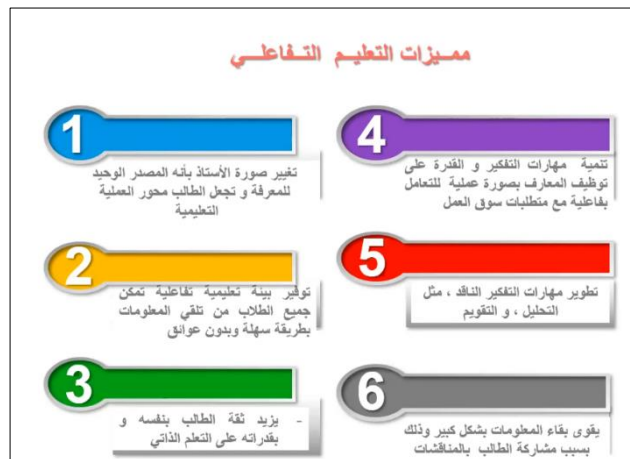 مميزات التعليم التفاعلي
1
تغيير صورة الأستاذ بأنه المصدر الوحيد
للمعرفة و تجعل الطالب محور العملية
التعليمية
2
توفير بيئة تعليمية تفاعلية تمكن
جميع الطلاب من تلقي المعلومات
بطريقة سهلة وبدون عوائق
3
- يزيد ثقة الطالب بنفسه و
بقدراته على التعلم الذاتي
4
تنمية مهارات التفكير و القدرة على
توظيف المعارف بصورة عملية للتعامل
بفاعلية مع متطلبات سوق العمل
5
تطوير مهارات التفكير الناقد ، مثل
التحليل ، و التقويم
6
يقوى بقاء المعلومات بشكل كبير وذلك
بسبب مشاركة الطالب بالمناقشات